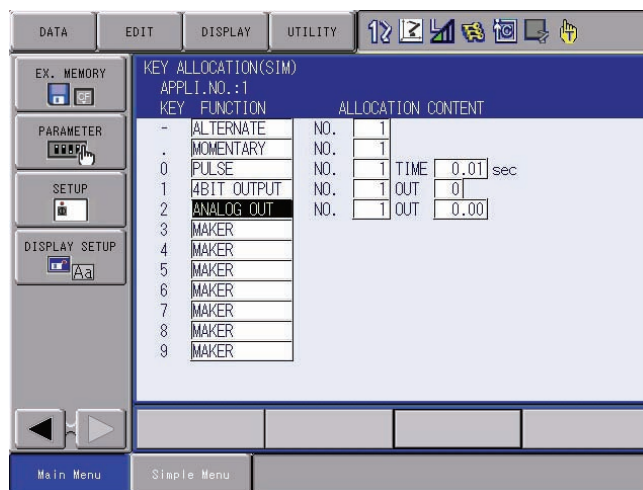 DATA EDIT DISPLAY UTILITY
EX. MEMORY
CF
PARAMETER
SETUP
DISPLAY SETUP
Aa
KEY ALLOCATION(SIM)
APPLI.NO.:1
KEY FUNCTION ALLOCATION CONTENT
- ALTERNATE NO. 1
. MOMENTARY NO. 1
0 PULSE NO. 1 TIME 0.01 sec
1 4BIT OUTPUT NO. 1 OUT 0
2 ANALOG OUT NO. 1 OUT 0.00
3 MAKER
4 MAKER
5 MAKER
6 MAKER
7 MAKER
8 MAKER
9 MAKER
Main Menu Simple Menu